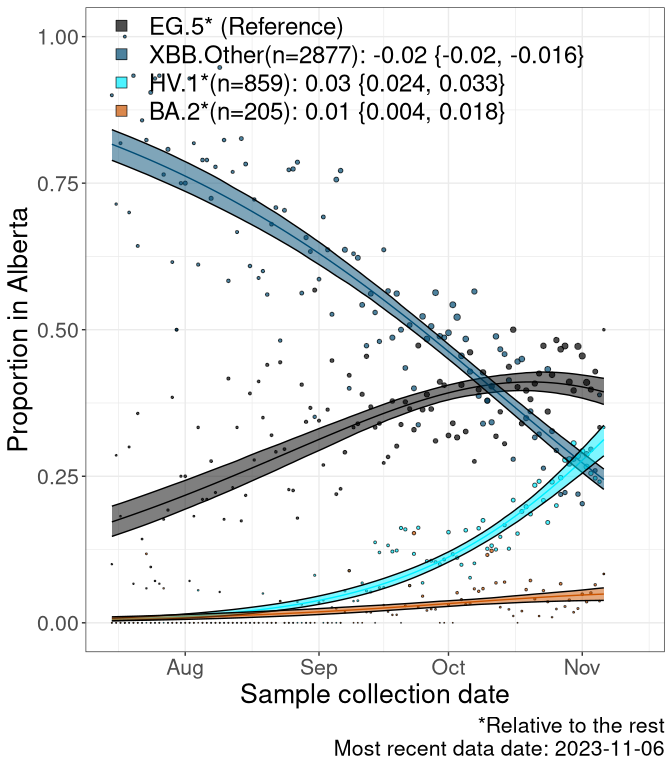 EG.5* (Reference)
XBB.Other(n=2877): -0.02 {-0.02, -0.016}
HV.1*(n=859): 0.03 {0.024, 0.033}
BA.2*(n=205): 0.01 {0.004, 0.018}
1.00
0.75
0.50
0.25
0.00
Proportion in Alberta
Aug Sep Oct Nov
Sample collection date
*Relative to the rest
Most recent data date: 2023-11-06